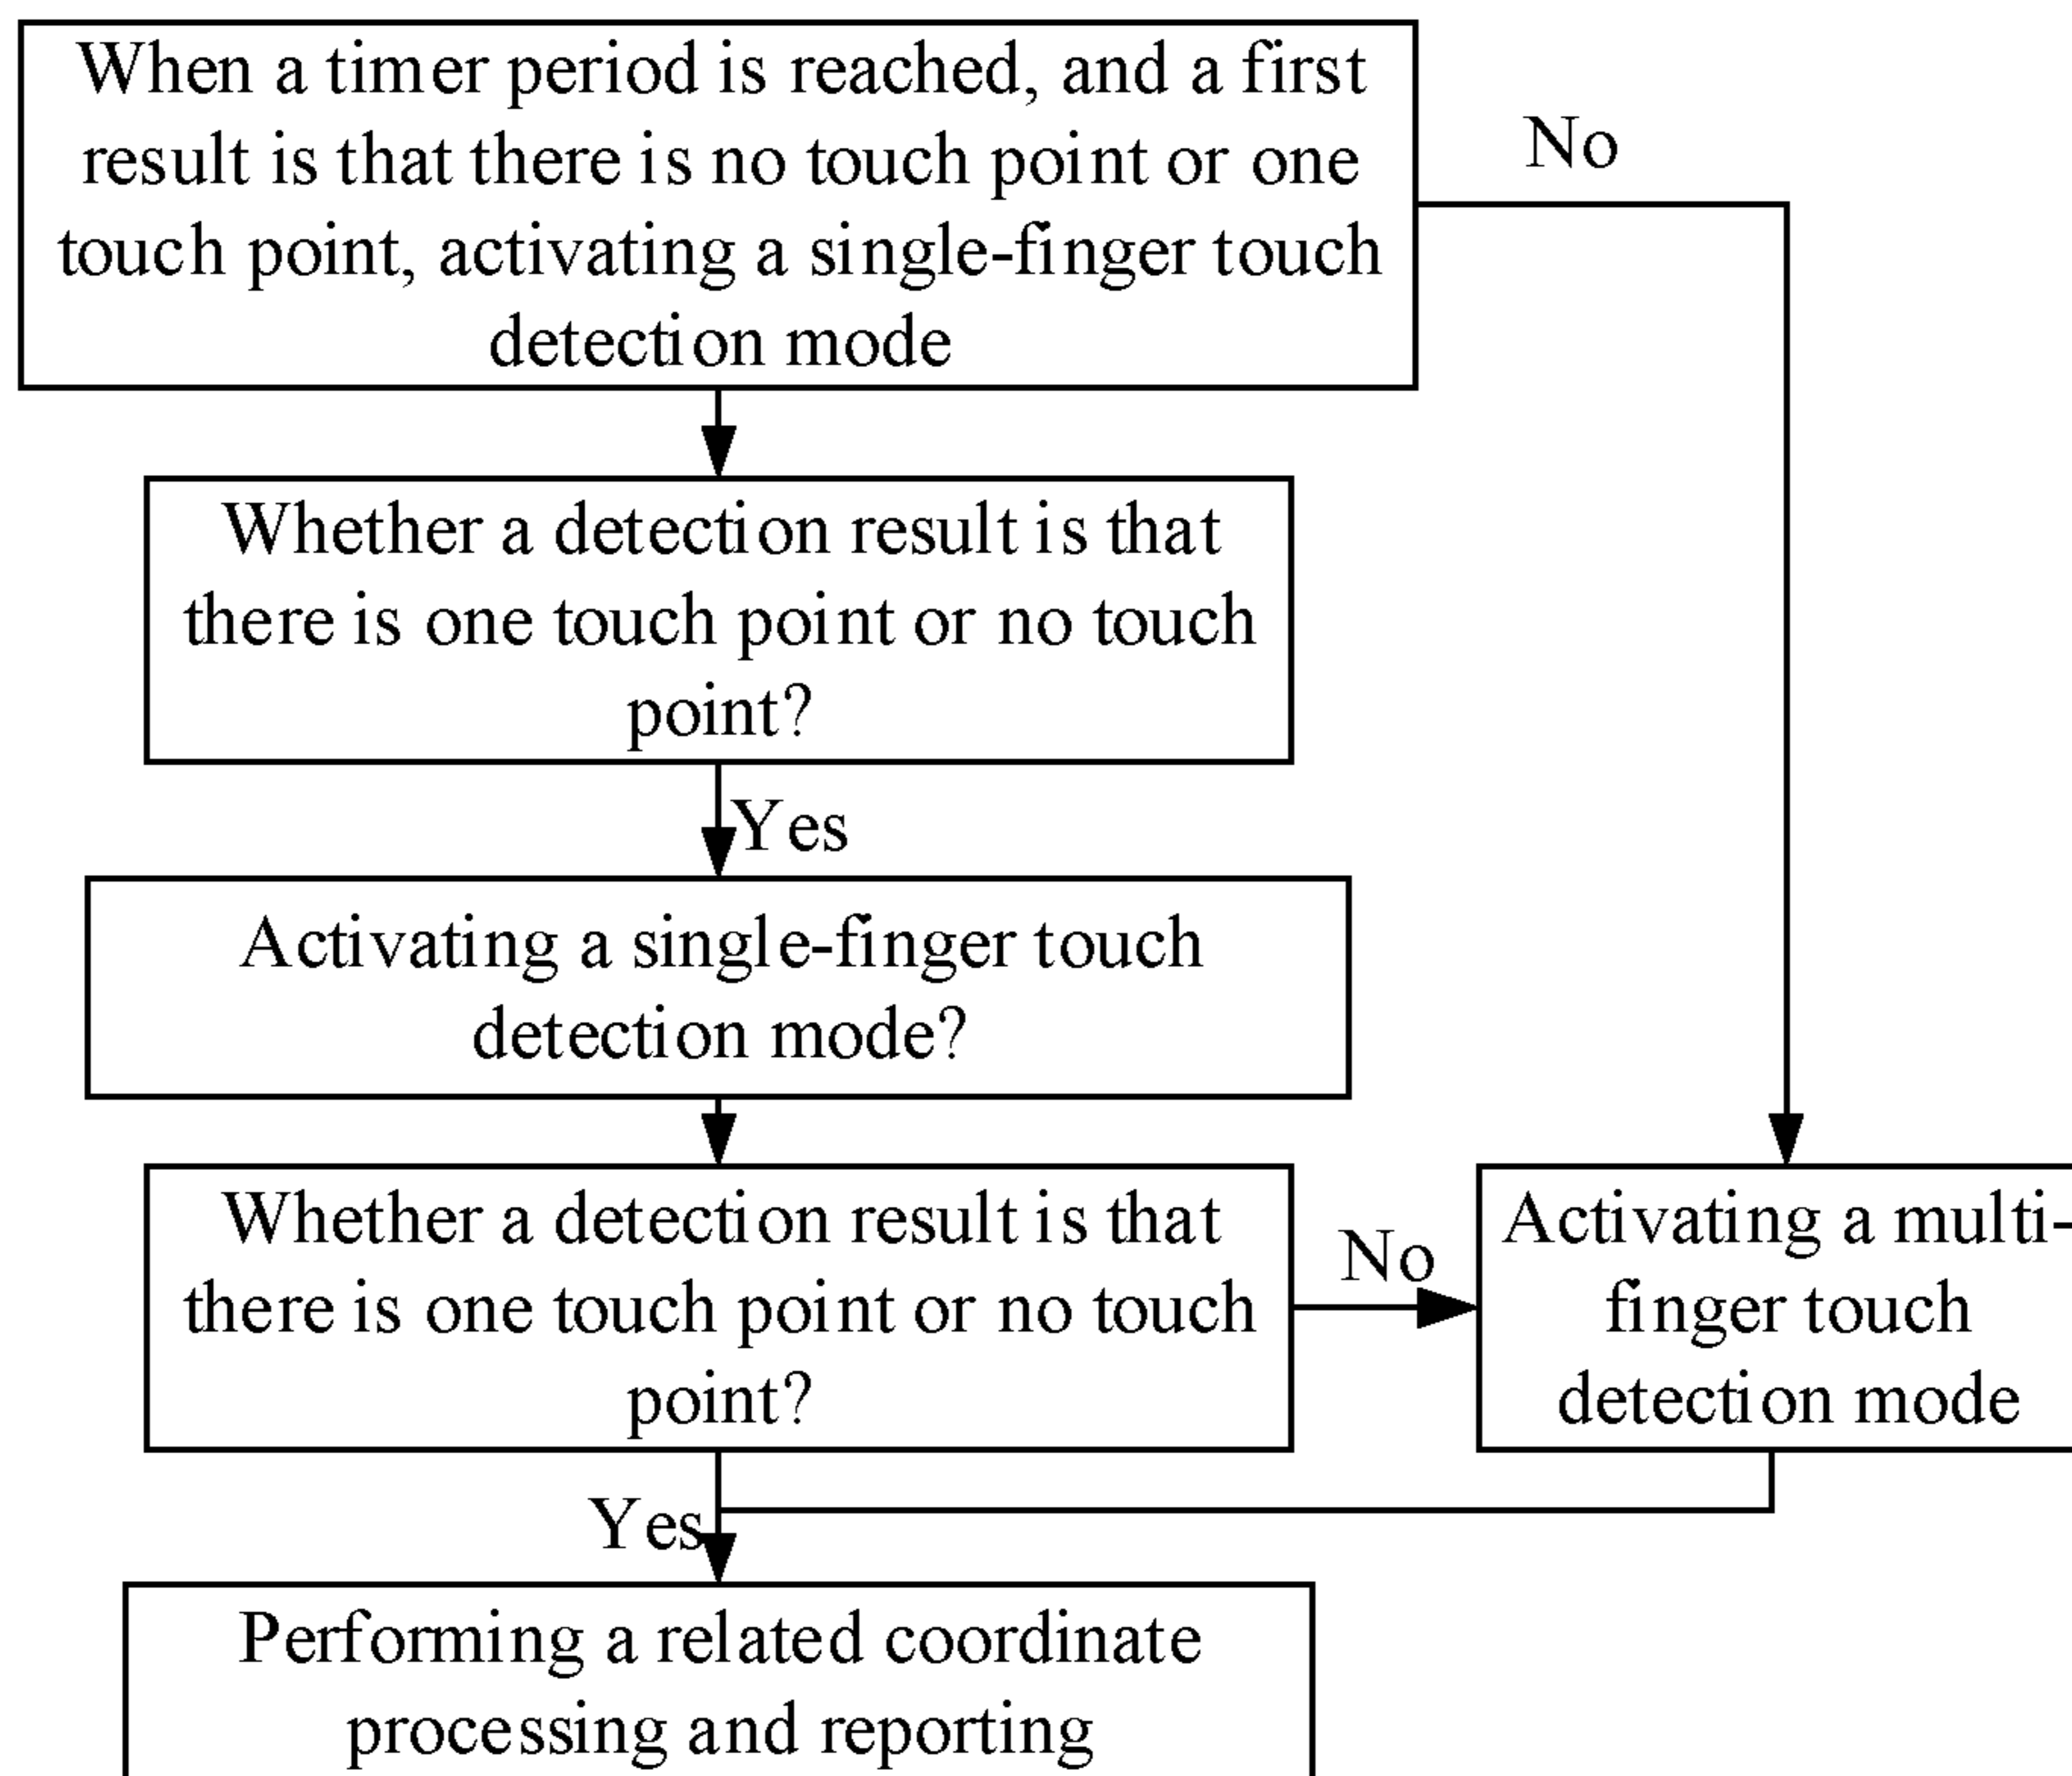 When a timer period is reached, and a first
result is that there is no touch point or one
touch point, activating a single-finger touch
detection mode
No
Whether a detection result is that
there is one touch point or no touch
point?
Yes
Activating a single-finger touch
detection mode?
Whether a detection result is that
there is one touch point or no touch
point?
No
Activating a multi-
finger touch
detection mode
Yes
Performing a related coordinate
processing and reporting